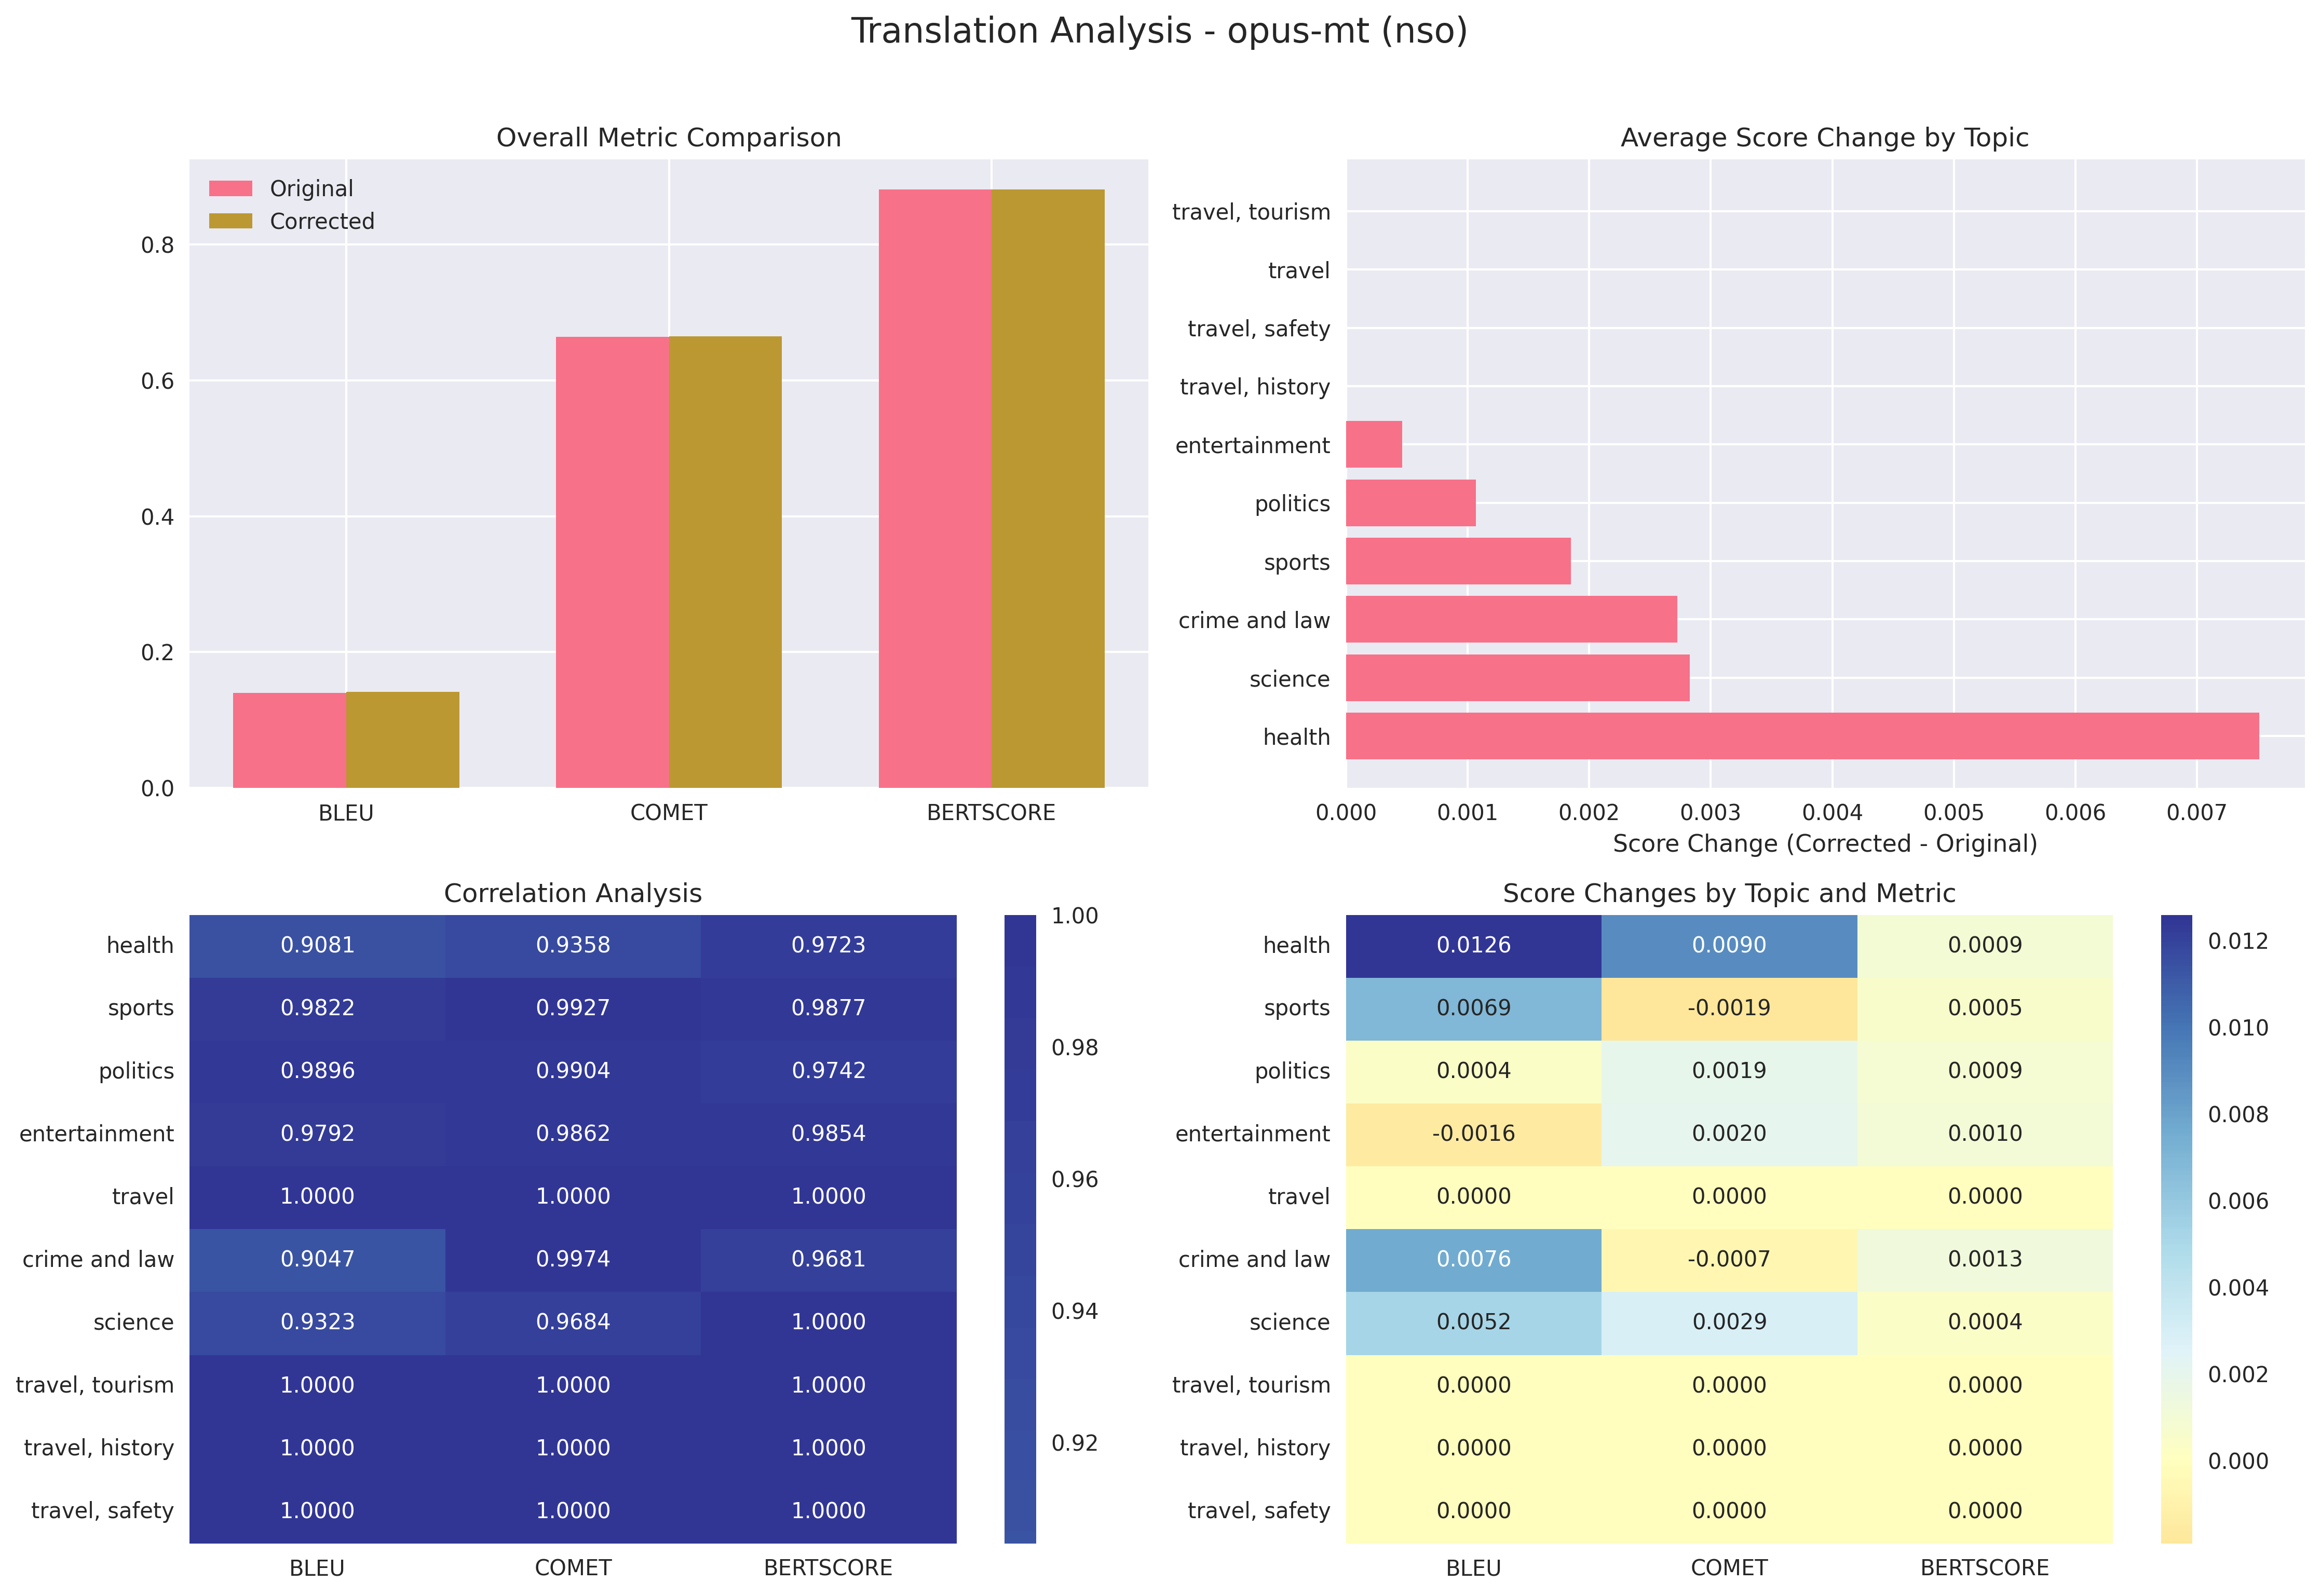 Translation Analysis - opus-mt (nso)
Overall Metric Comparison
Original
Corrected
0.8
0.6
0.4
0.2
0.0
BLEU COMET BERTSCORE
Average Score Change by Topic
travel, tourism
travel
travel, safety
travel, history
entertainment
politics
sports
crime and law
science
health
0.000 0.001 0.002 0.003 0.004 0.005 0.006 0.007
Score Change (Corrected - Original)
Correlation Analysis
health 0.9081 0.9358 0.9723
sports 0.9822 0.9927 0.9877
politics 0.9896 0.9904 0.9742
entertainment 0.9792 0.9862 0.9854
travel 1.0000 1.0000 1.0000
crime and law 0.9047 0.9974 0.9681
science 0.9323 0.9684 1.0000
travel, tourism 1.0000 1.0000 1.0000
travel, history 1.0000 1.0000 1.0000
travel, safety 1.0000 1.0000 1.0000
BLEU COMET BERTSCORE
1.00
0.98
0.96
0.94
0.92
Score Changes by Topic and Metric
health 0.0126 0.0090 0.0009
sports 0.0069 -0.0019 0.0005
politics 0.0004 0.0019 0.0009
entertainment -0.0016 0.0020 0.0010
travel 0.0000 0.0000 0.0000
crime and law 0.0076 -0.0007 0.0013
science 0.0052 0.0029 0.0004
travel, tourism 0.0000 0.0000 0.0000
travel, history 0.0000 0.0000 0.0000
travel, safety 0.0000 0.0000 0.0000
BLEU COMET BERTSCORE
0.012
0.010
0.008
0.006
0.004
0.002
0.000